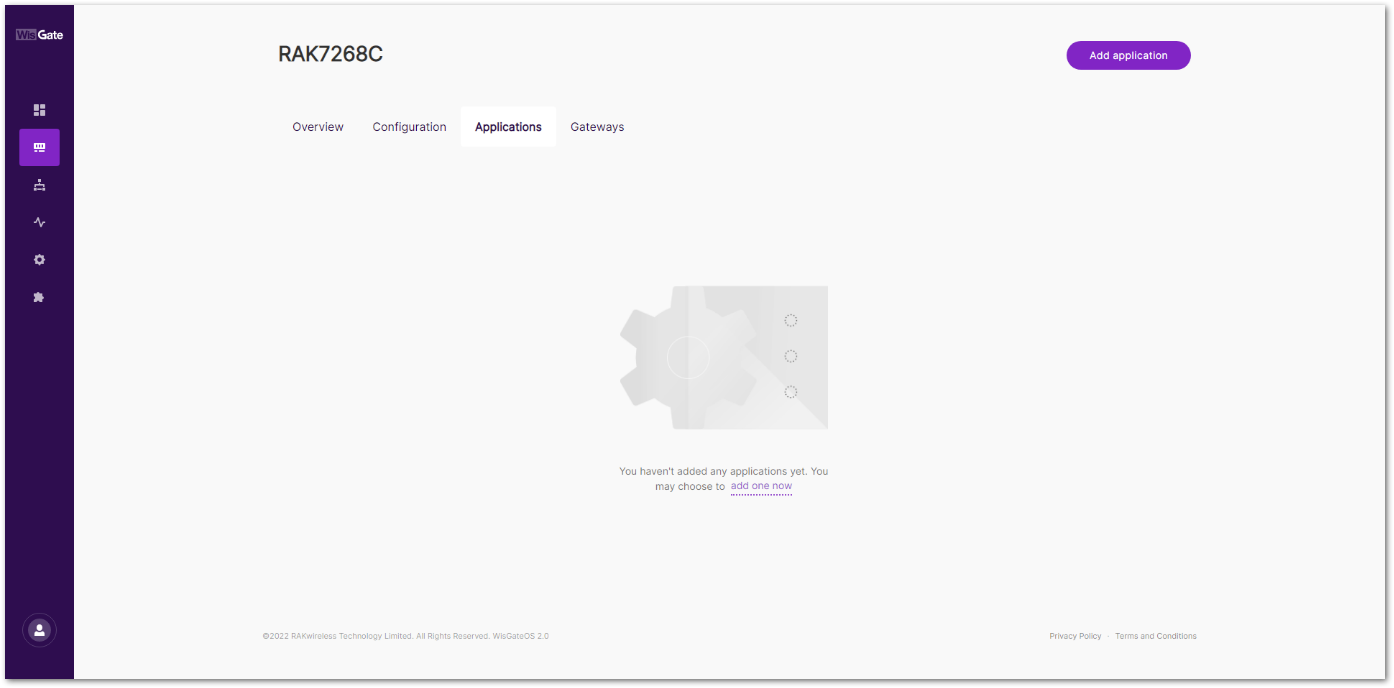 WisGate
RAK7268C
Add application
Overview
Configuration
Applications
Gateways
You haven't added any applications yet. You
may choose to add one now
©2022 RAKwireless Technology Limited. All Rights Reserved. WisGateOS 2.0
Privacy Policy · Terms and Conditions